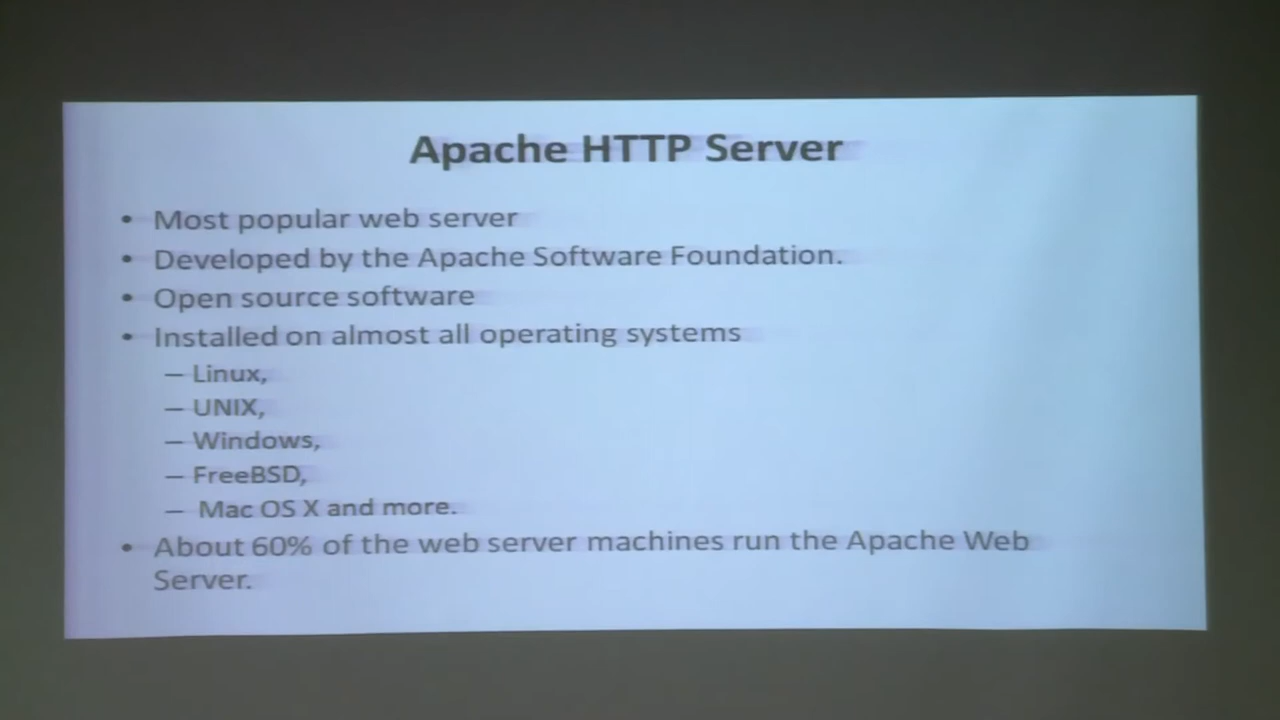 Apache HTTP Server
• Most popular web server
• Developed by the Apache Software Foundation.
• Open source software
• Installed on almost all operating systems
– Linux,
– UNIX,
– Windows,
– FreeBSD,
– Mac OS X and more.
• About 60% of the web server machines run the Apache Web
Server.